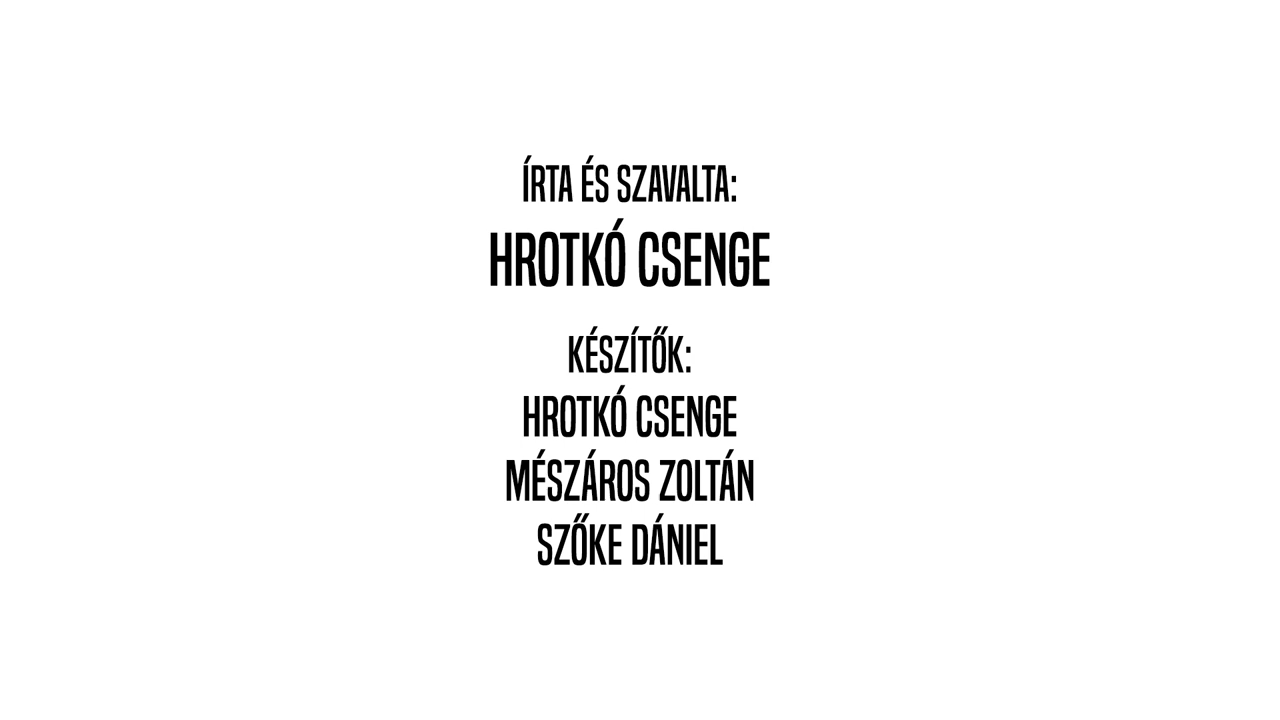 ÍRTA ÉS SZAVALTA:
HROTKÓ CSENGE
KÉSZÍTŐK:
HROTKÓ CSENGE
MÉSZÁROS ZOLTÁN
SZŐKE DÁNIEL